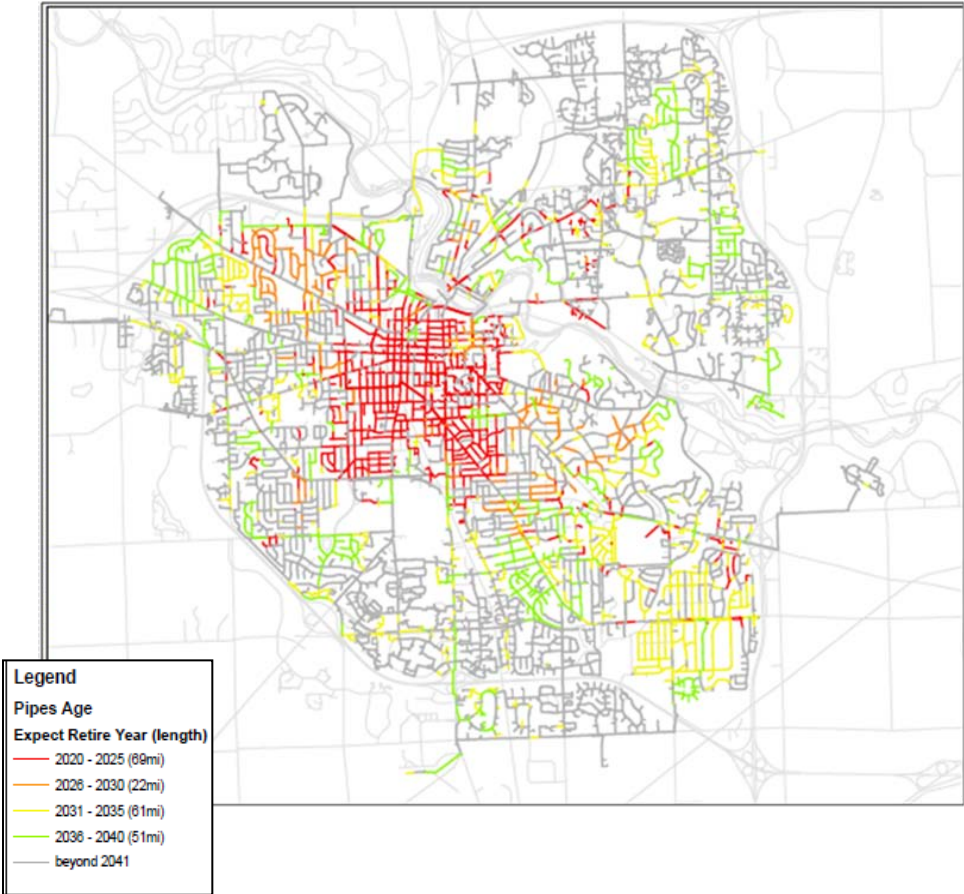 Legend
Pipes Age
Expect Retire Year (length)
2020 - 2025 (69mi)
2026 - 2030 (22mi)
2031 - 2035 (61mi)
2036 - 2040 (51mi)
beyond 2041